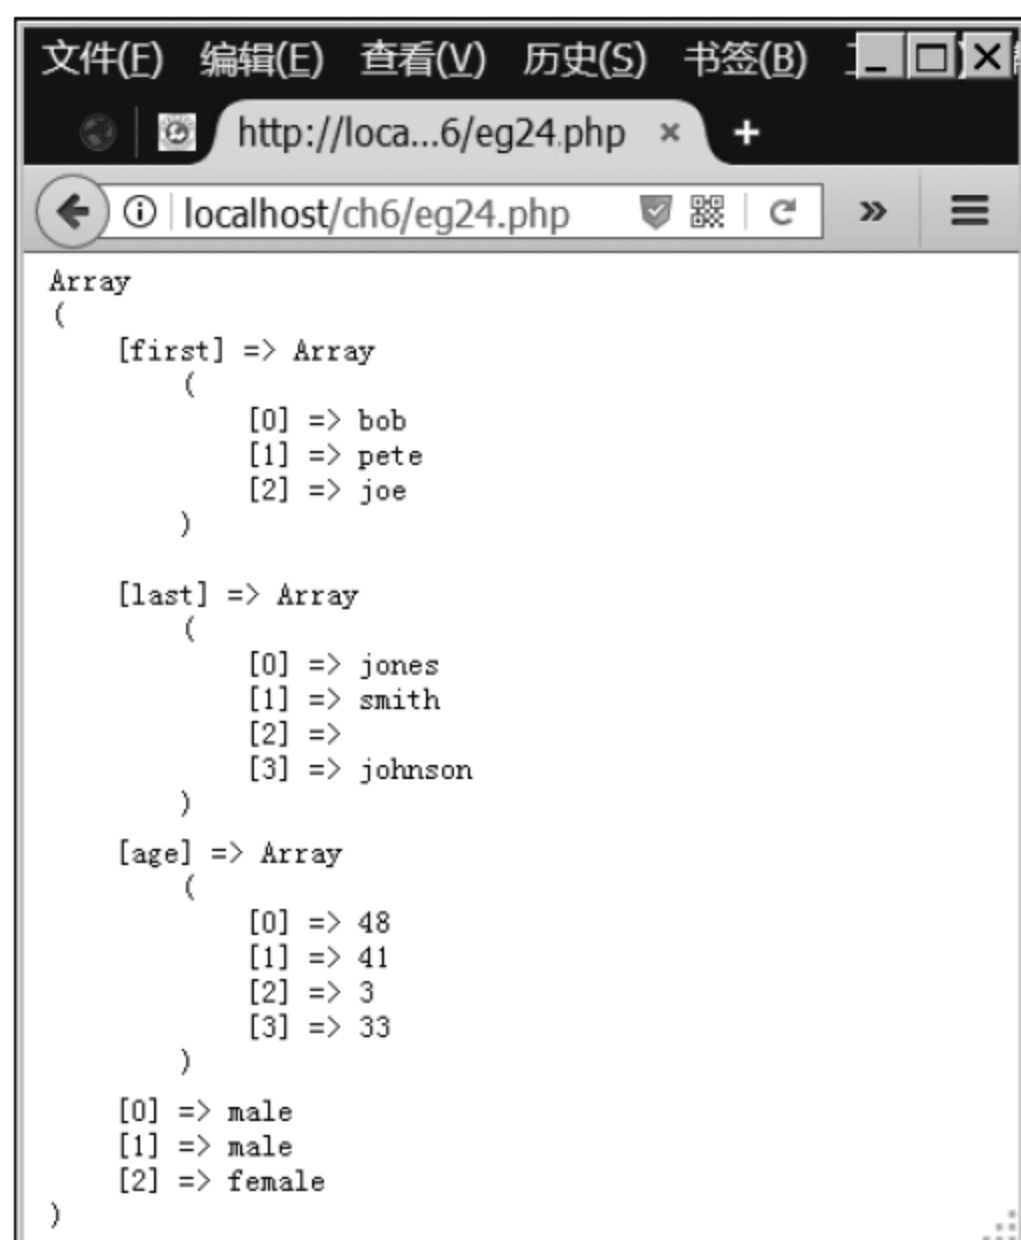 文件(F) 编辑(E) 查看(V) 历史(S) 书签(B)
http://loca...6/eg24.php
localhost/ch6/eg24.php
Array
(
    [first] => Array
        (
            [0] => bob
            [1] => pete
            [2] => joe
        )
    [last] => Array
        (
            [0] => jones
            [1] => smith
            [2] =>
            [3] => johnson
        )
    [age] => Array
        (
            [0] => 48
            [1] => 41
            [2] => 3
            [3] => 33
        )
    [0] => male
    [1] => male
    [2] => female
)